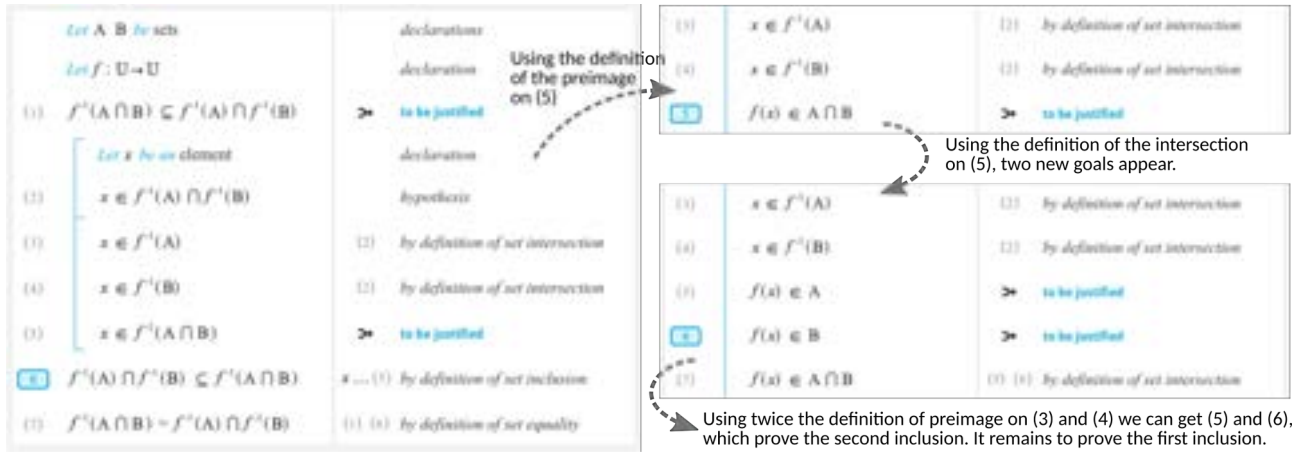 Let A B be sets declarations
Let f : U→U declaration
(1) f⁻¹(A ∩ B) ⊆ f⁻¹(A) ∩ f⁻¹(B) to be justified
Let x be an element declaration
(2) x ∈ f⁻¹(A) ∩ f⁻¹(B) hypothesis
(3) x ∈ f⁻¹(A) (2) by definition of set intersection
(4) x ∈ f⁻¹(B) (2) by definition of set intersection
(5) x ∈ f⁻¹(A ∩ B) to be justified
6 f⁻¹(A) ∩ f⁻¹(B) ⊆ f⁻¹(A ∩ B) x ... (5) by definition of set inclusion
(7) f⁻¹(A ∩ B) = f⁻¹(A) ∩ f⁻¹(B) (1) (6) by definition of set equality
Using the definition
of the preimage
on (5)
(3) x ∈ f⁻¹(A) (2) by definition of set intersection
(4) x ∈ f⁻¹(B) (2) by definition of set intersection
5 f(x) ∈ A ∩ B to be justified
Using the definition of the intersection
on (5), two new goals appear.
(3) x ∈ f⁻¹(A) (2) by definition of set intersection
(4) x ∈ f⁻¹(B) (2) by definition of set intersection
(5) f(x) ∈ A to be justified
6 f(x) ∈ B to be justified
(7) f(x) ∈ A ∩ B (5) (6) by definition of set intersection
Using twice the definition of preimage on (3) and (4) we can get (5) and (6),
which prove the second inclusion. It remains to prove the first inclusion.